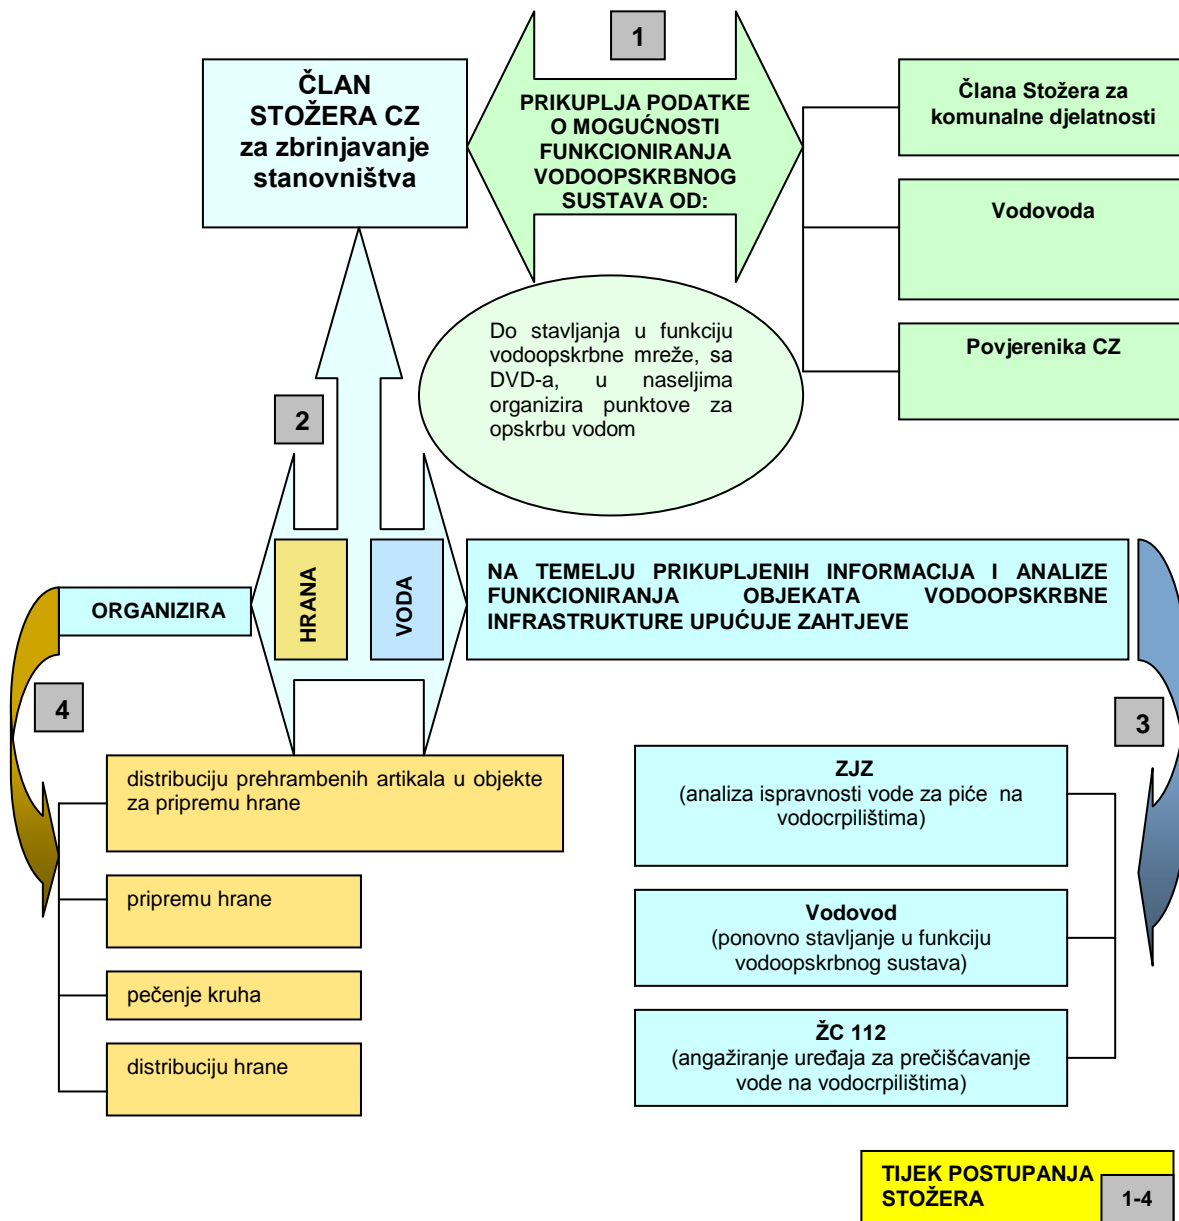 1
ČLAN
STOŽERA CZ
za zbrinjavanje
stanovništva
PRIKUPLJA PODATKE
O MOGUĆNOSTI
FUNKCIONIRANJA
VODOOPSKRBNOG
SUSTAVA OD:
Člana Stožera za
komunalne djelatnosti
Vodovoda
Povjerenika CZ
Do stavljanja u funkciju
vodoopskrbne mreže, sa
DVD-a, u naseljima
organizira punktove za
opskrbu vodom
2
HRANA
VODA
ORGANIZIRA
NA TEMELJU PRIKUPLJENIH INFORMACIJA I ANALIZE
FUNKCIONIRANJA OBJEKATA VODOOPSKRBNE
INFRASTRUKTURE UPUĆUJE ZAHTJEVE
4
3
distribuciju prehrambenih artikala u objekte
za pripremu hrane
pripremu hrane
pečenje kruha
distribuciju hrane
ZJZ
(analiza ispravnosti vode za piće na
vodocrpilištima)
Vodovod
(ponovno stavljanje u funkciju
vodoopskrbnog sustava)
ŽC 112
(angažiranje uređaja za prečišćavanje
vode na vodocrpilištima)
TIJEK POSTUPANJA
STOŽERA
1-4